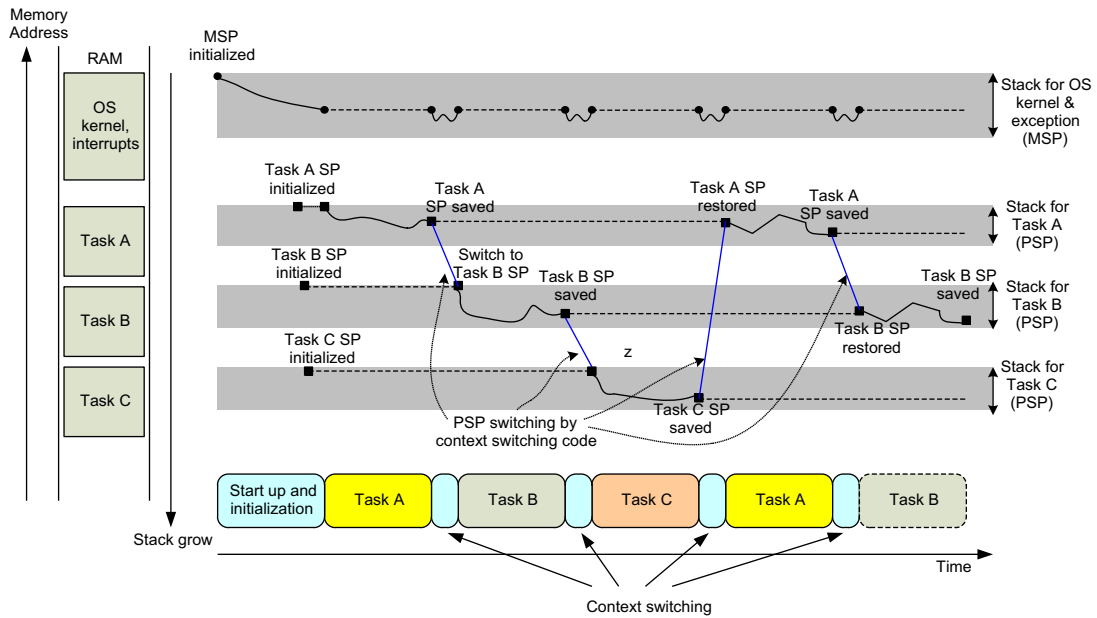 Memory
Address
RAM
OS
kernel,
interrupts
Task A
Task B
Task C
Stack grow
MSP
initialized
Stack for OS
kernel &
exception
(MSP)
Task A SP
initialized
Task A
SP saved
Task A SP
restored
Task A
SP saved
Stack for
Task A
(PSP)
Task B SP
initialized
Switch to
Task B SP
Task B SP
saved
Task B SP
restored
Task B SP
saved
Stack for
Task B
(PSP)
Task C SP
initialized
z
Task C SP
saved
Stack for
Task C
(PSP)
PSP switching by
context switching code
Start up and
initialization
Task A
Task B
Task C
Task A
Task B
Time
Context switching